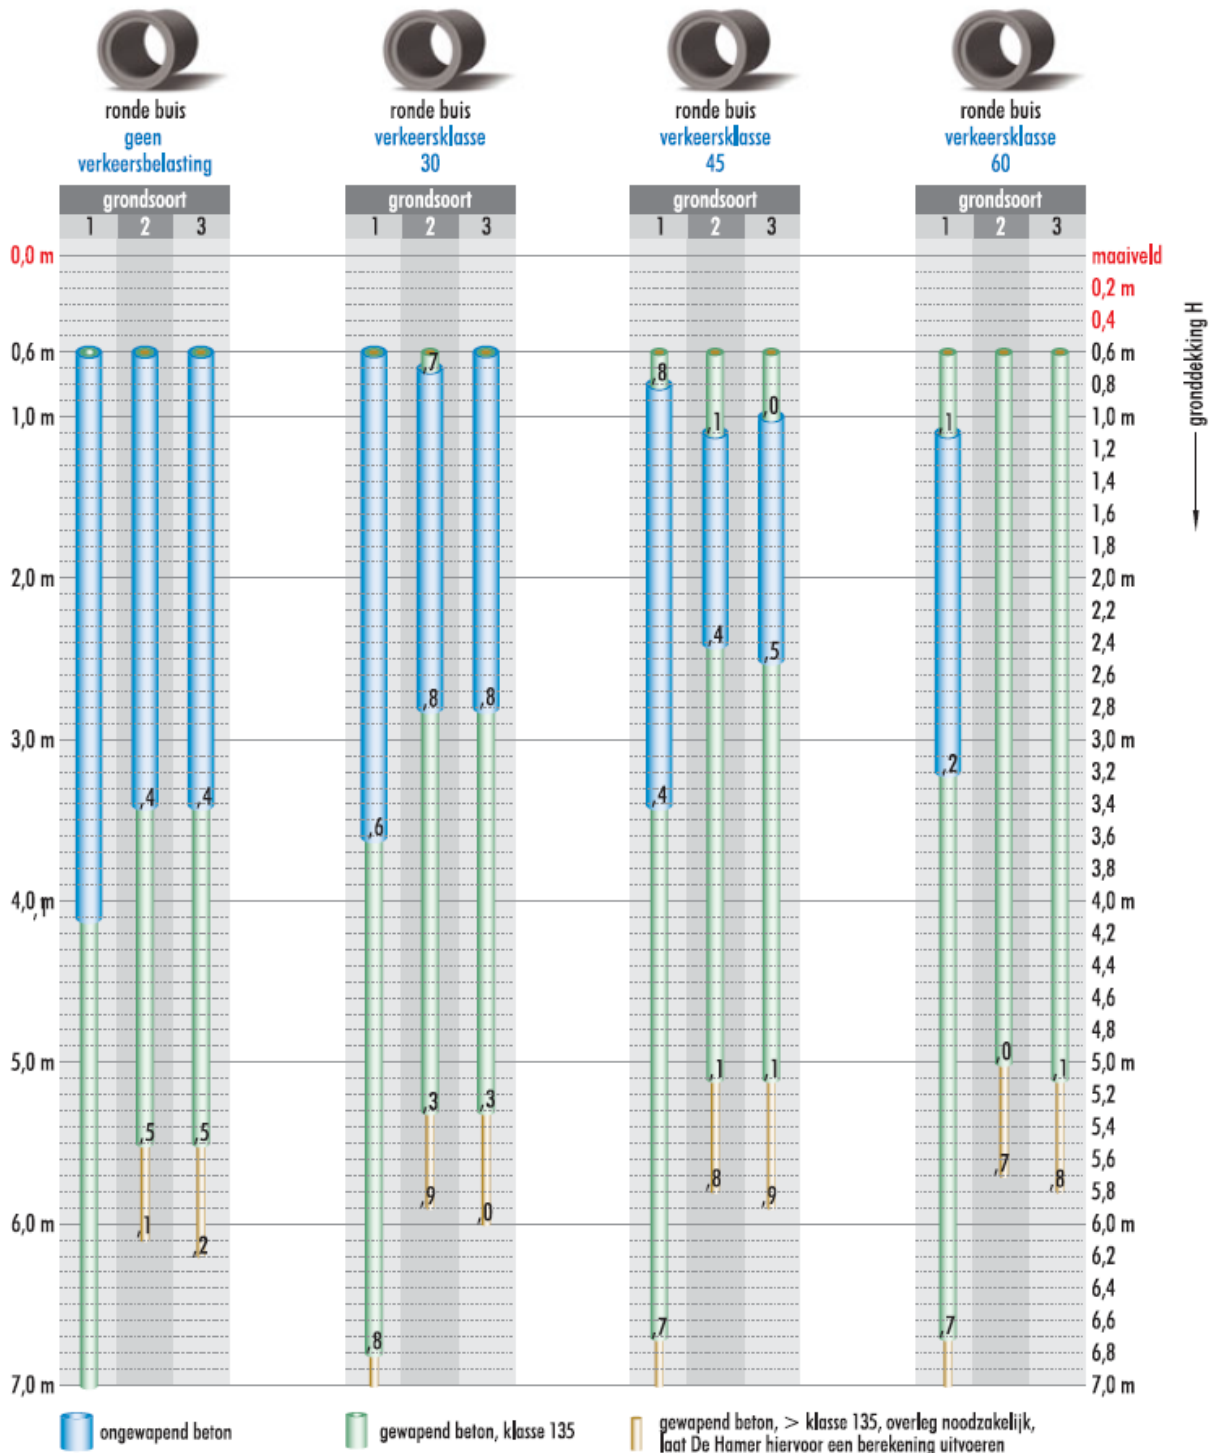 ronde buis
geen
verkeersbelasting
ronde buis
verkeersklasse
30
ronde buis
verkeersklasse
45
ronde buis
verkeersklasse
60
grondsoort
1 2 3
grondsoort
1 2 3
grondsoort
1 2 3
grondsoort
1 2 3
0,0 m
0,6 m
1,0 m
2,0 m
3,0 m
4,0 m
5,0 m
6,0 m
7,0 m
,1
,4
,4
,5
,5
,1
,2
,7
,8
,8
,6
,3
,3
,9
,0
,8
,8
,1
,0
,4
,5
,4
,1
,1
,8
,9
,7
,1
,2
,0
,1
,7
,8
,7
maaiveld
0,2 m
0,4
0,6 m
0,8
1,0 m
1,2
1,4
1,6
1,8
2,0 m
2,2
2,4
2,6
2,8
3,0 m
3,2
3,4
3,6
3,8
4,0 m
4,2
4,4
4,6
4,8
5,0 m
5,2
5,4
5,6
5,8
6,0 m
6,2
6,4
6,6
6,8
7,0 m
gronddekking H
ongewapend beton
gewapend beton, klasse 135
gewapend beton, > klasse 135, overleg noodzakelijk,
laat De Hamer hiervoor een berekening uitvoeren